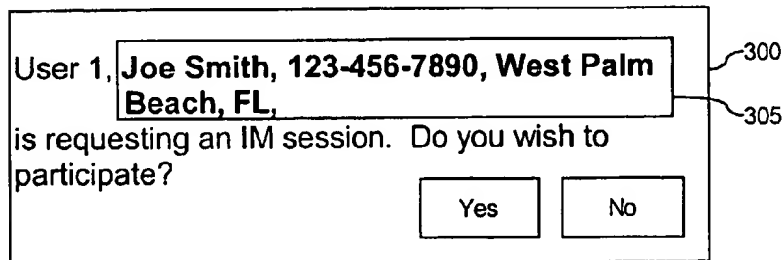 User 1, Joe Smith, 123-456-7890, West Palm
Beach, FL,
is requesting an IM session. Do you wish to
participate?
Yes No
300
305